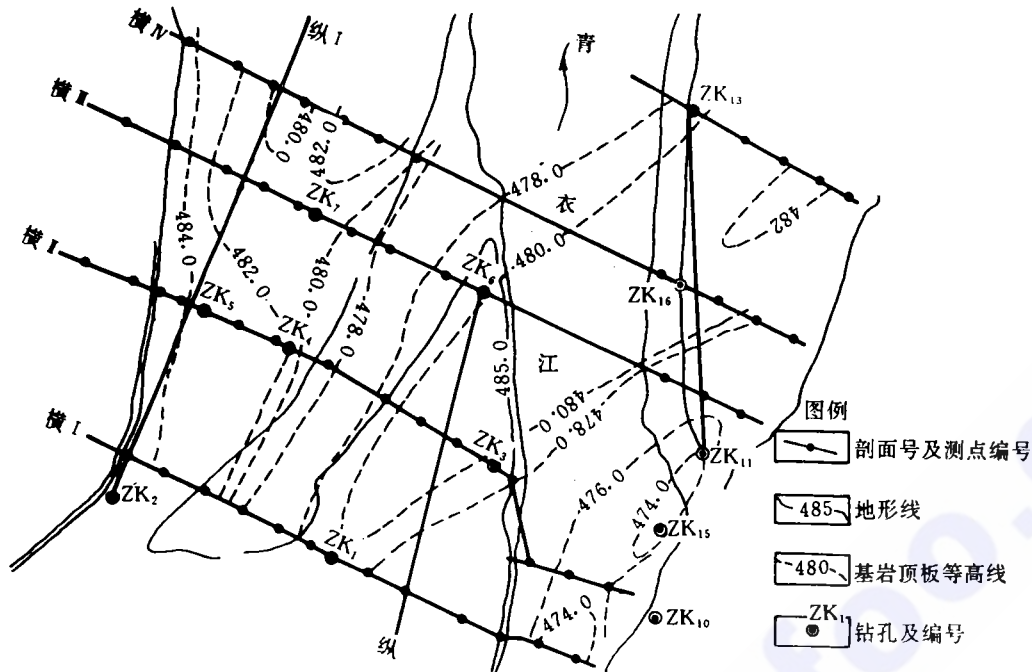 横Ⅳ
纵Ⅰ
青
ZK₁₃
横Ⅲ
480.0
482.0
478.0
衣
482
ZK₇
484.0
482.0
480.0
478.0
480.0
ZK₆
ZK₁₆
横Ⅱ
ZK₅
ZK
江
485.0
480.0
478.0
横Ⅰ
ZK₃
ZK₁₁
476.0
474.0
ZK₂
ZK₁₅
ZK₁
474.0
ZK₁₀
纵
图例
剖面号及测点编号
485 地形线
480 基岩顶板等高线
ZK₁ 钻孔及编号